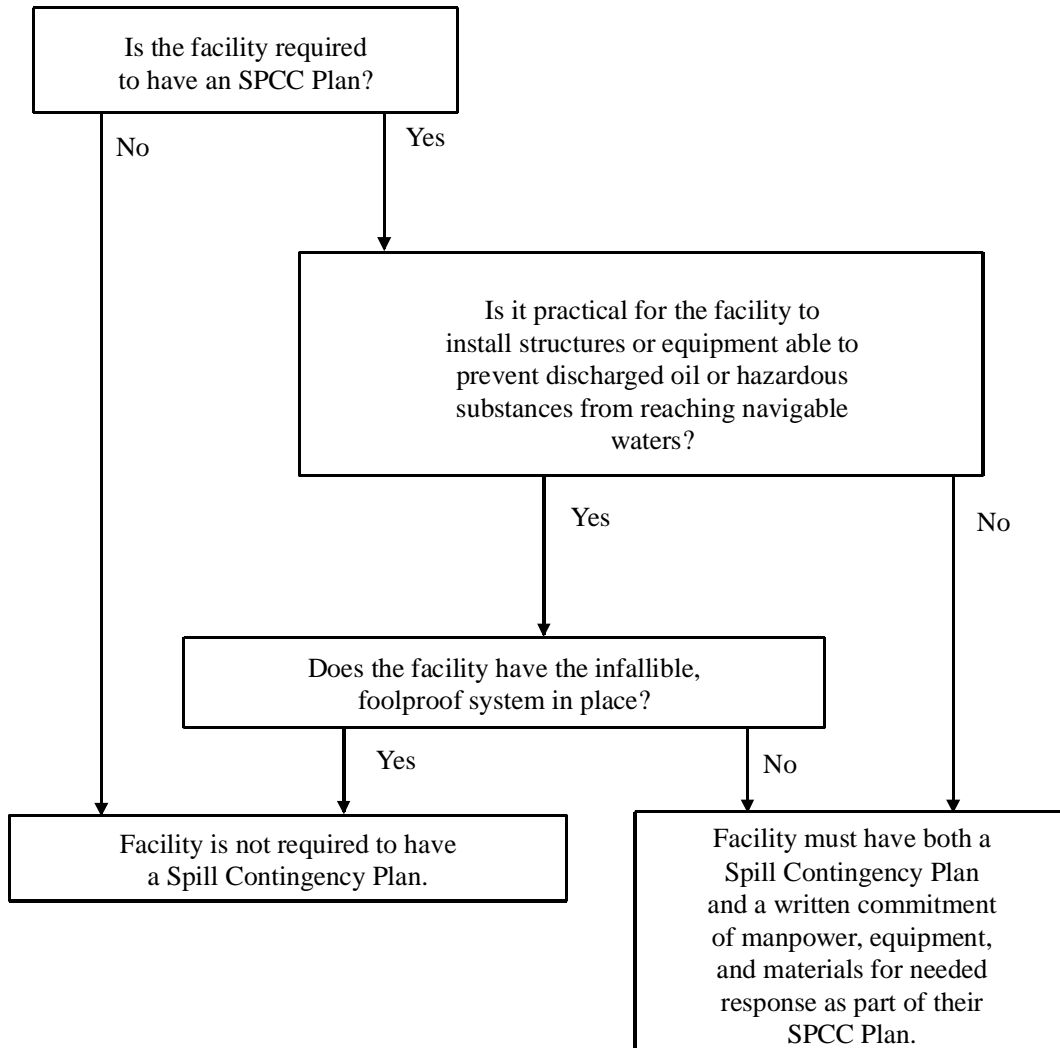 Is the facility required
to have an SPCC Plan?
No
Yes
Is it practical for the facility to
install structures or equipment able to
prevent discharged oil or hazardous
substances from reaching navigable
waters?
Yes
No
Does the facility have the infallible,
foolproof system in place?
Yes
No
Facility is not required to have
a Spill Contingency Plan.
Facility must have both a
Spill Contingency Plan
and a written commitment
of manpower, equipment,
and materials for needed
response as part of their
SPCC Plan.